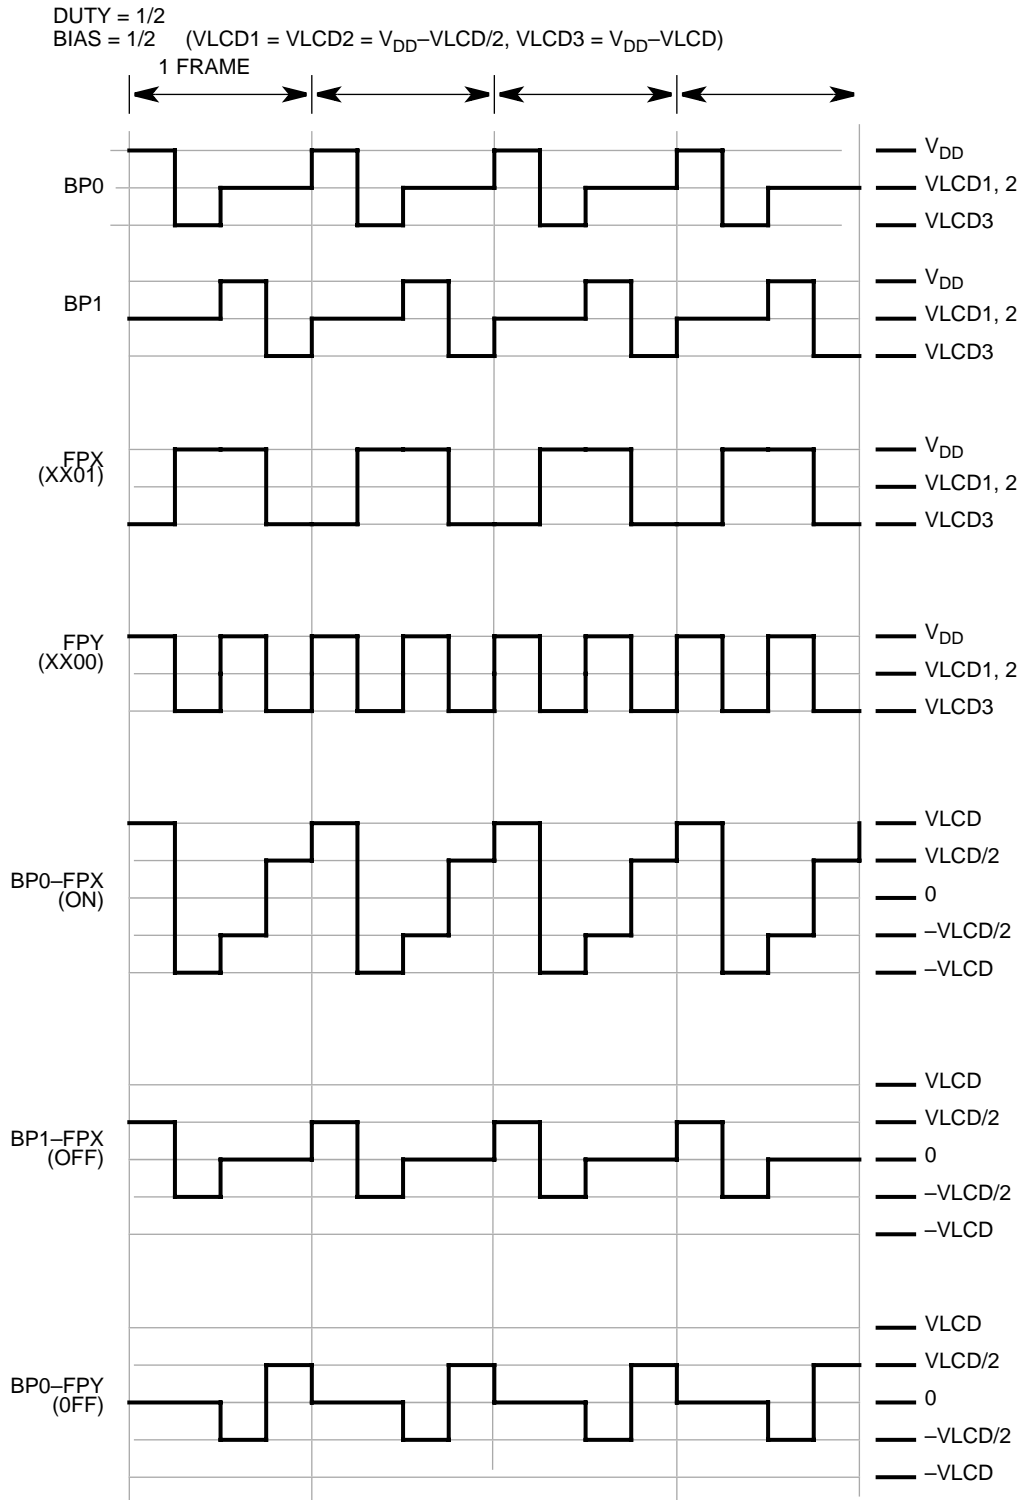 DUTY = 1/2
BIAS = 1/2 (VLCD1 = VLCD2 = VDD–VLCD/2, VLCD3 = VDD–VLCD)
1 FRAME
BP0
VDD
VLCD1, 2
VLCD3
BP1
VDD
VLCD1, 2
VLCD3
FPX
(XX01)
VDD
VLCD1, 2
VLCD3
FPY
(XX00)
VDD
VLCD1, 2
VLCD3
BP0–FPX
(ON)
VLCD
VLCD/2
0
–VLCD/2
–VLCD
BP1–FPX
(OFF)
VLCD
VLCD/2
0
–VLCD/2
–VLCD
BP0–FPY
(0FF)
VLCD
VLCD/2
0
–VLCD/2
–VLCD